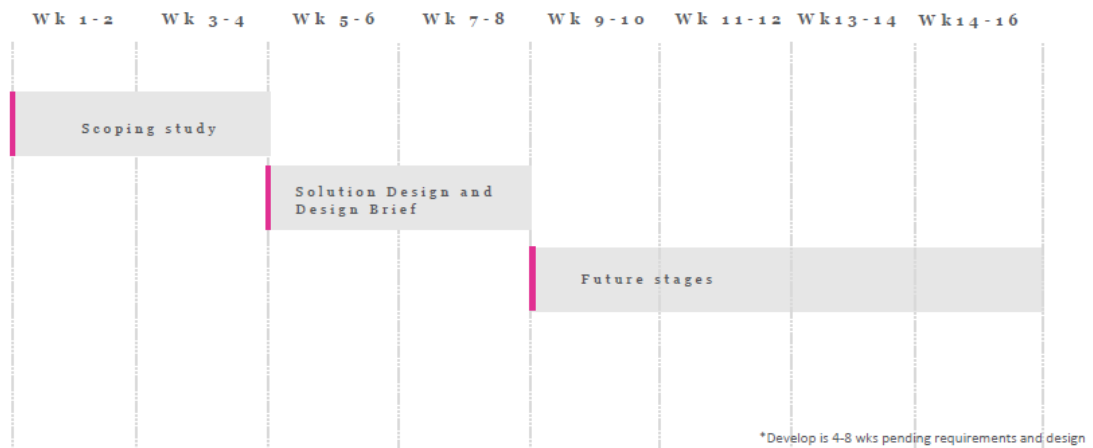 Wk 1-2 Wk 3-4 Wk 5-6 Wk 7-8 Wk 9-10 Wk 11-12 Wk13-14 Wk14-16
Scoping study
Solution Design and
Design Brief
Future stages
*Develop is 4-8 wks pending requirements and design